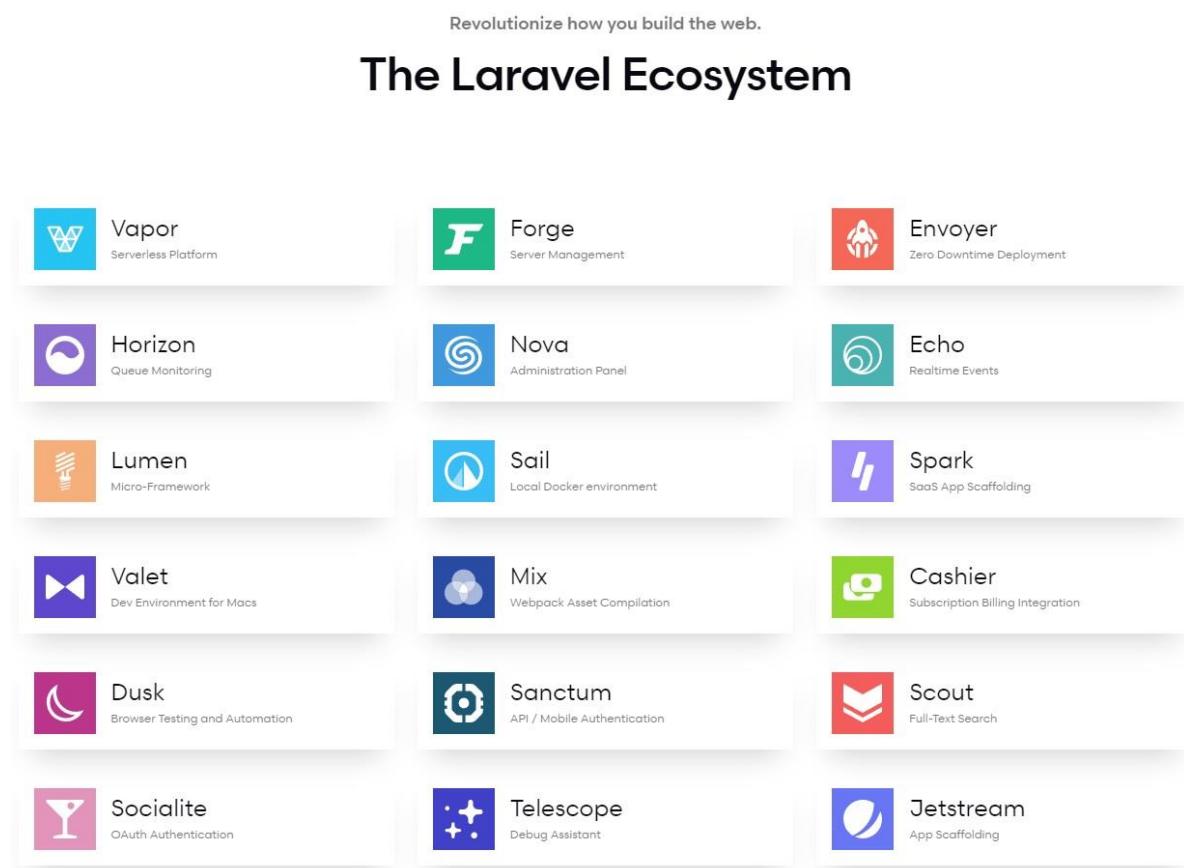 Revolutionize how you build the web.
The Laravel Ecosystem
Vapor
Serverless Platform
Forge
Server Management
Envoyer
Zero Downtime Deployment
Horizon
Queue Monitoring
Nova
Administration Panel
Echo
Realtime Events
Lumen
Micro-Framework
Sail
Local Docker environment
Spark
SaaS App Scaffolding
Valet
Dev Environment for Macs
Mix
Webpack Asset Compilation
Cashier
Subscription Billing Integration
Dusk
Browser Testing and Automation
Sanctum
API / Mobile Authentication
Scout
Full-Text Search
Socialite
OAuth Authentication
Telescope
Debug Assistant
Jetstream
App Scaffolding